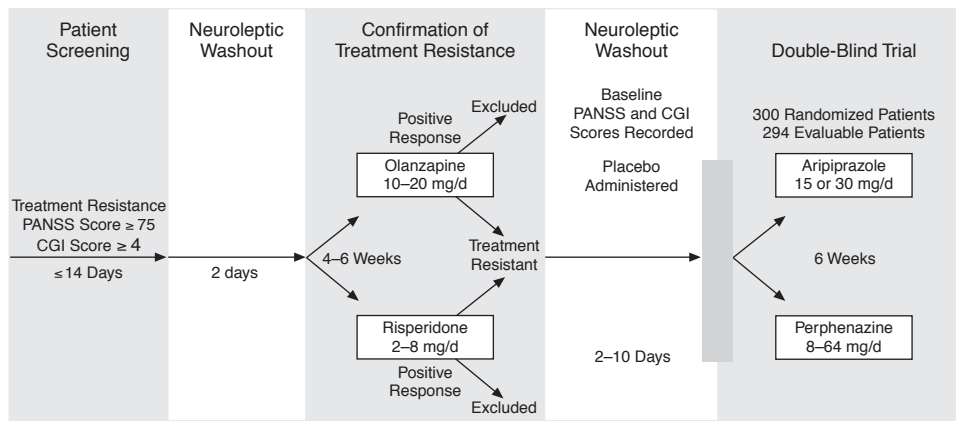 Patient
Screening
Neuroleptic
Washout
Confirmation of
Treatment Resistance
Neuroleptic
Washout
Double-Blind Trial
Treatment Resistance
PANSS Score ≥ 75
CGI Score ≥ 4
≤14 Days
2 days
4–6 Weeks
Positive
Response
Excluded
Olanzapine
10–20 mg/d
Treatment
Resistant
Risperidone
2–8 mg/d
Positive
Response
Excluded
Baseline
PANSS and CGI
Scores Recorded
Placebo
Administered
2–10 Days
300 Randomized Patients
294 Evaluable Patients
Aripiprazole
15 or 30 mg/d
6 Weeks
Perphenazine
8–64 mg/d